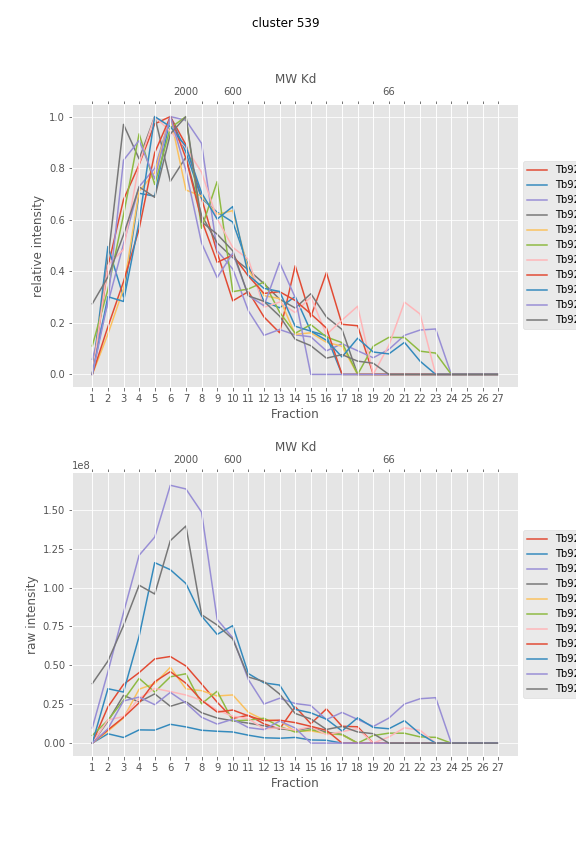 cluster 539
MW Kd
2000 600 66
1.0
0.8
0.6
0.4
0.2
0.0
relative intensity
1 2 3 4 5 6 7 8 9 10 11 12 13 14 15 16 17 18 19 20 21 22 23 24 25 26 27
Fraction
Tb92
Tb92
Tb92
Tb92
Tb92
Tb92
Tb92
Tb92
Tb92
Tb92
Tb92
MW Kd
1e8 2000 600 66
1.50
1.25
1.00
0.75
0.50
0.25
0.00
raw intensity
1 2 3 4 5 6 7 8 9 10 11 12 13 14 15 16 17 18 19 20 21 22 23 24 25 26 27
Fraction
Tb92
Tb92
Tb92
Tb92
Tb92
Tb92
Tb92
Tb92
Tb92
Tb92
Tb92